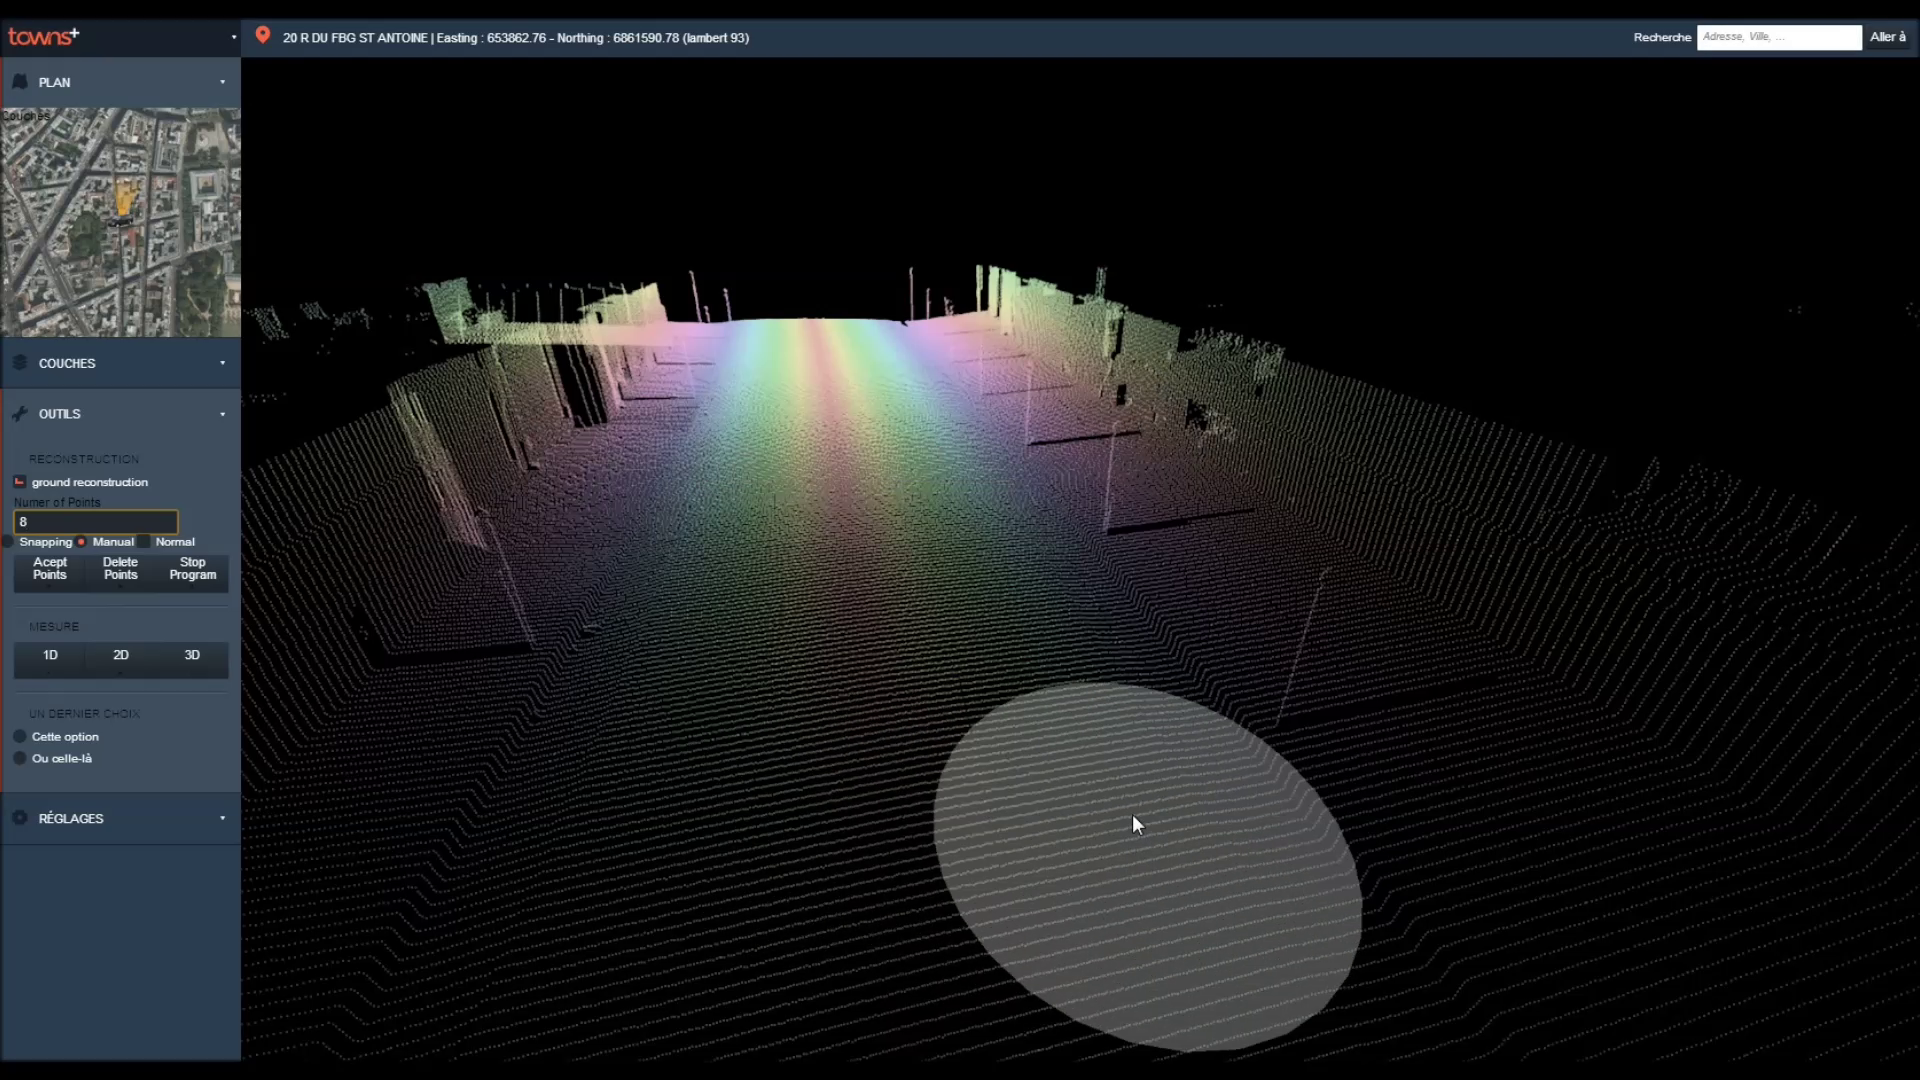 towns+
20 R DU FBG ST ANTOINE | Easting : 653862.76 - Northing : 6861590.78 (lambert 93)
Recherche
Adresse, Ville, ...
Aller à
PLAN
Couches
COUCHES
OUTILS
RECONSTRUCTION
ground reconstruction
Numer of Points
8
Snapping Manual Normal
Acept Points
Delete Points
Stop Program
MESURE
1D 2D 3D
UN DERNIER CHOIX
Cette option
Ou celle-là
RÉGLAGES